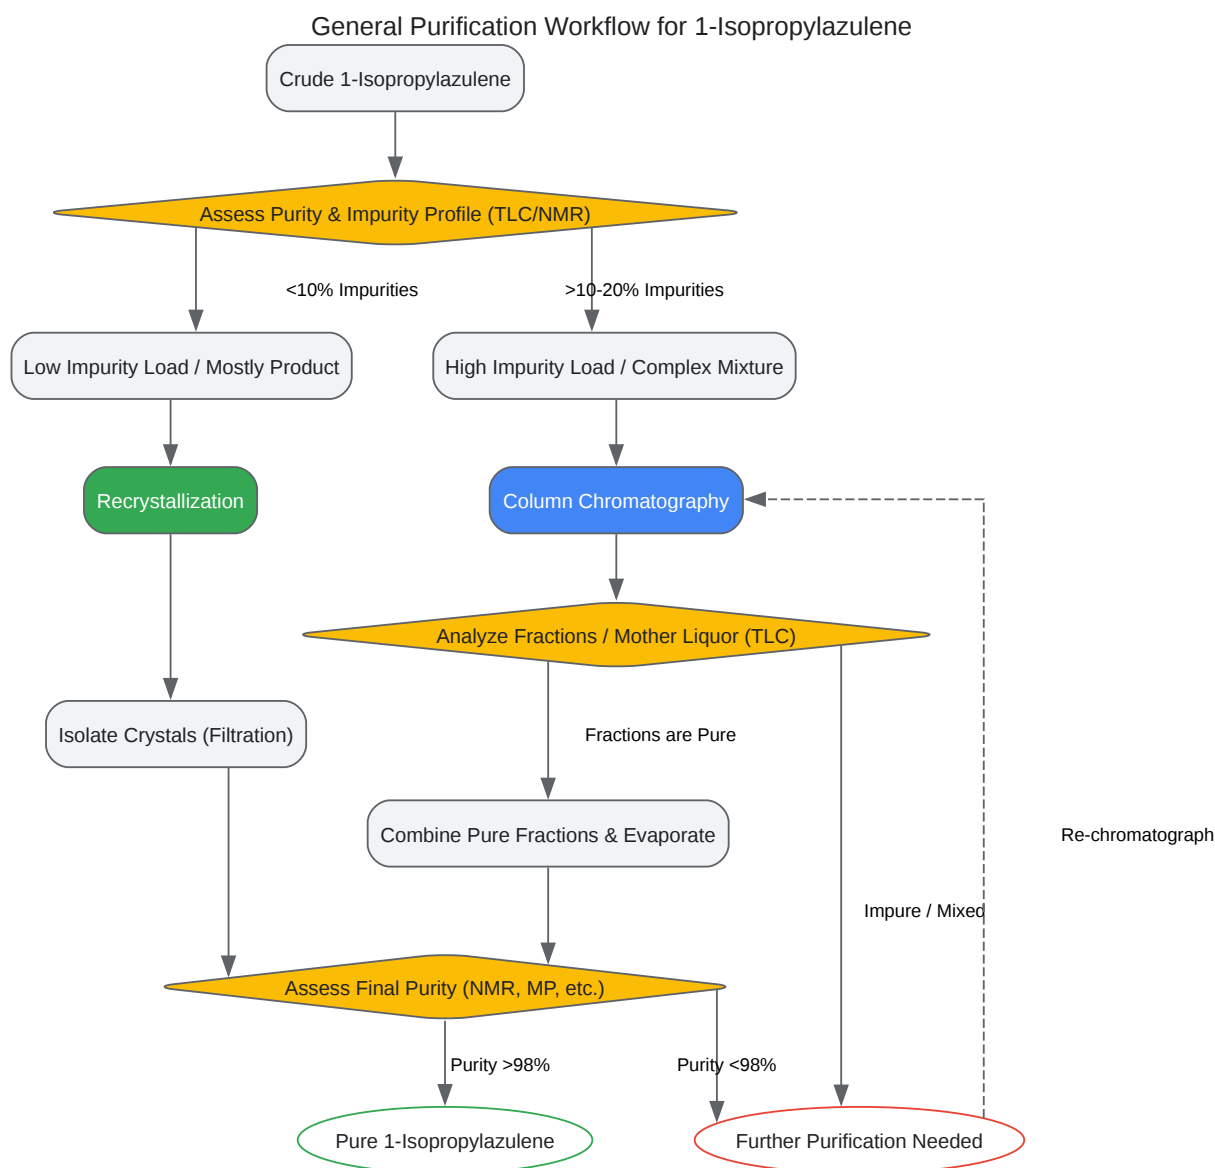 General Purification Workflow for 1-Isopropylazulene
Crude 1-Isopropylazulene
Assess Purity & Impurity Profile (TLC/NMR)
<10% Impurities
>10-20% Impurities
Low Impurity Load / Mostly Product
High Impurity Load / Complex Mixture
Recrystallization
Column Chromatography
Analyze Fractions / Mother Liquor (TLC)
Isolate Crystals (Filtration)
Fractions are Pure
Combine Pure Fractions & Evaporate
Re-chromatograph
Impure / Mixed
Assess Final Purity (NMR, MP, etc.)
Purity >98%
Purity <98%
Pure 1-Isopropylazulene
Further Purification Needed